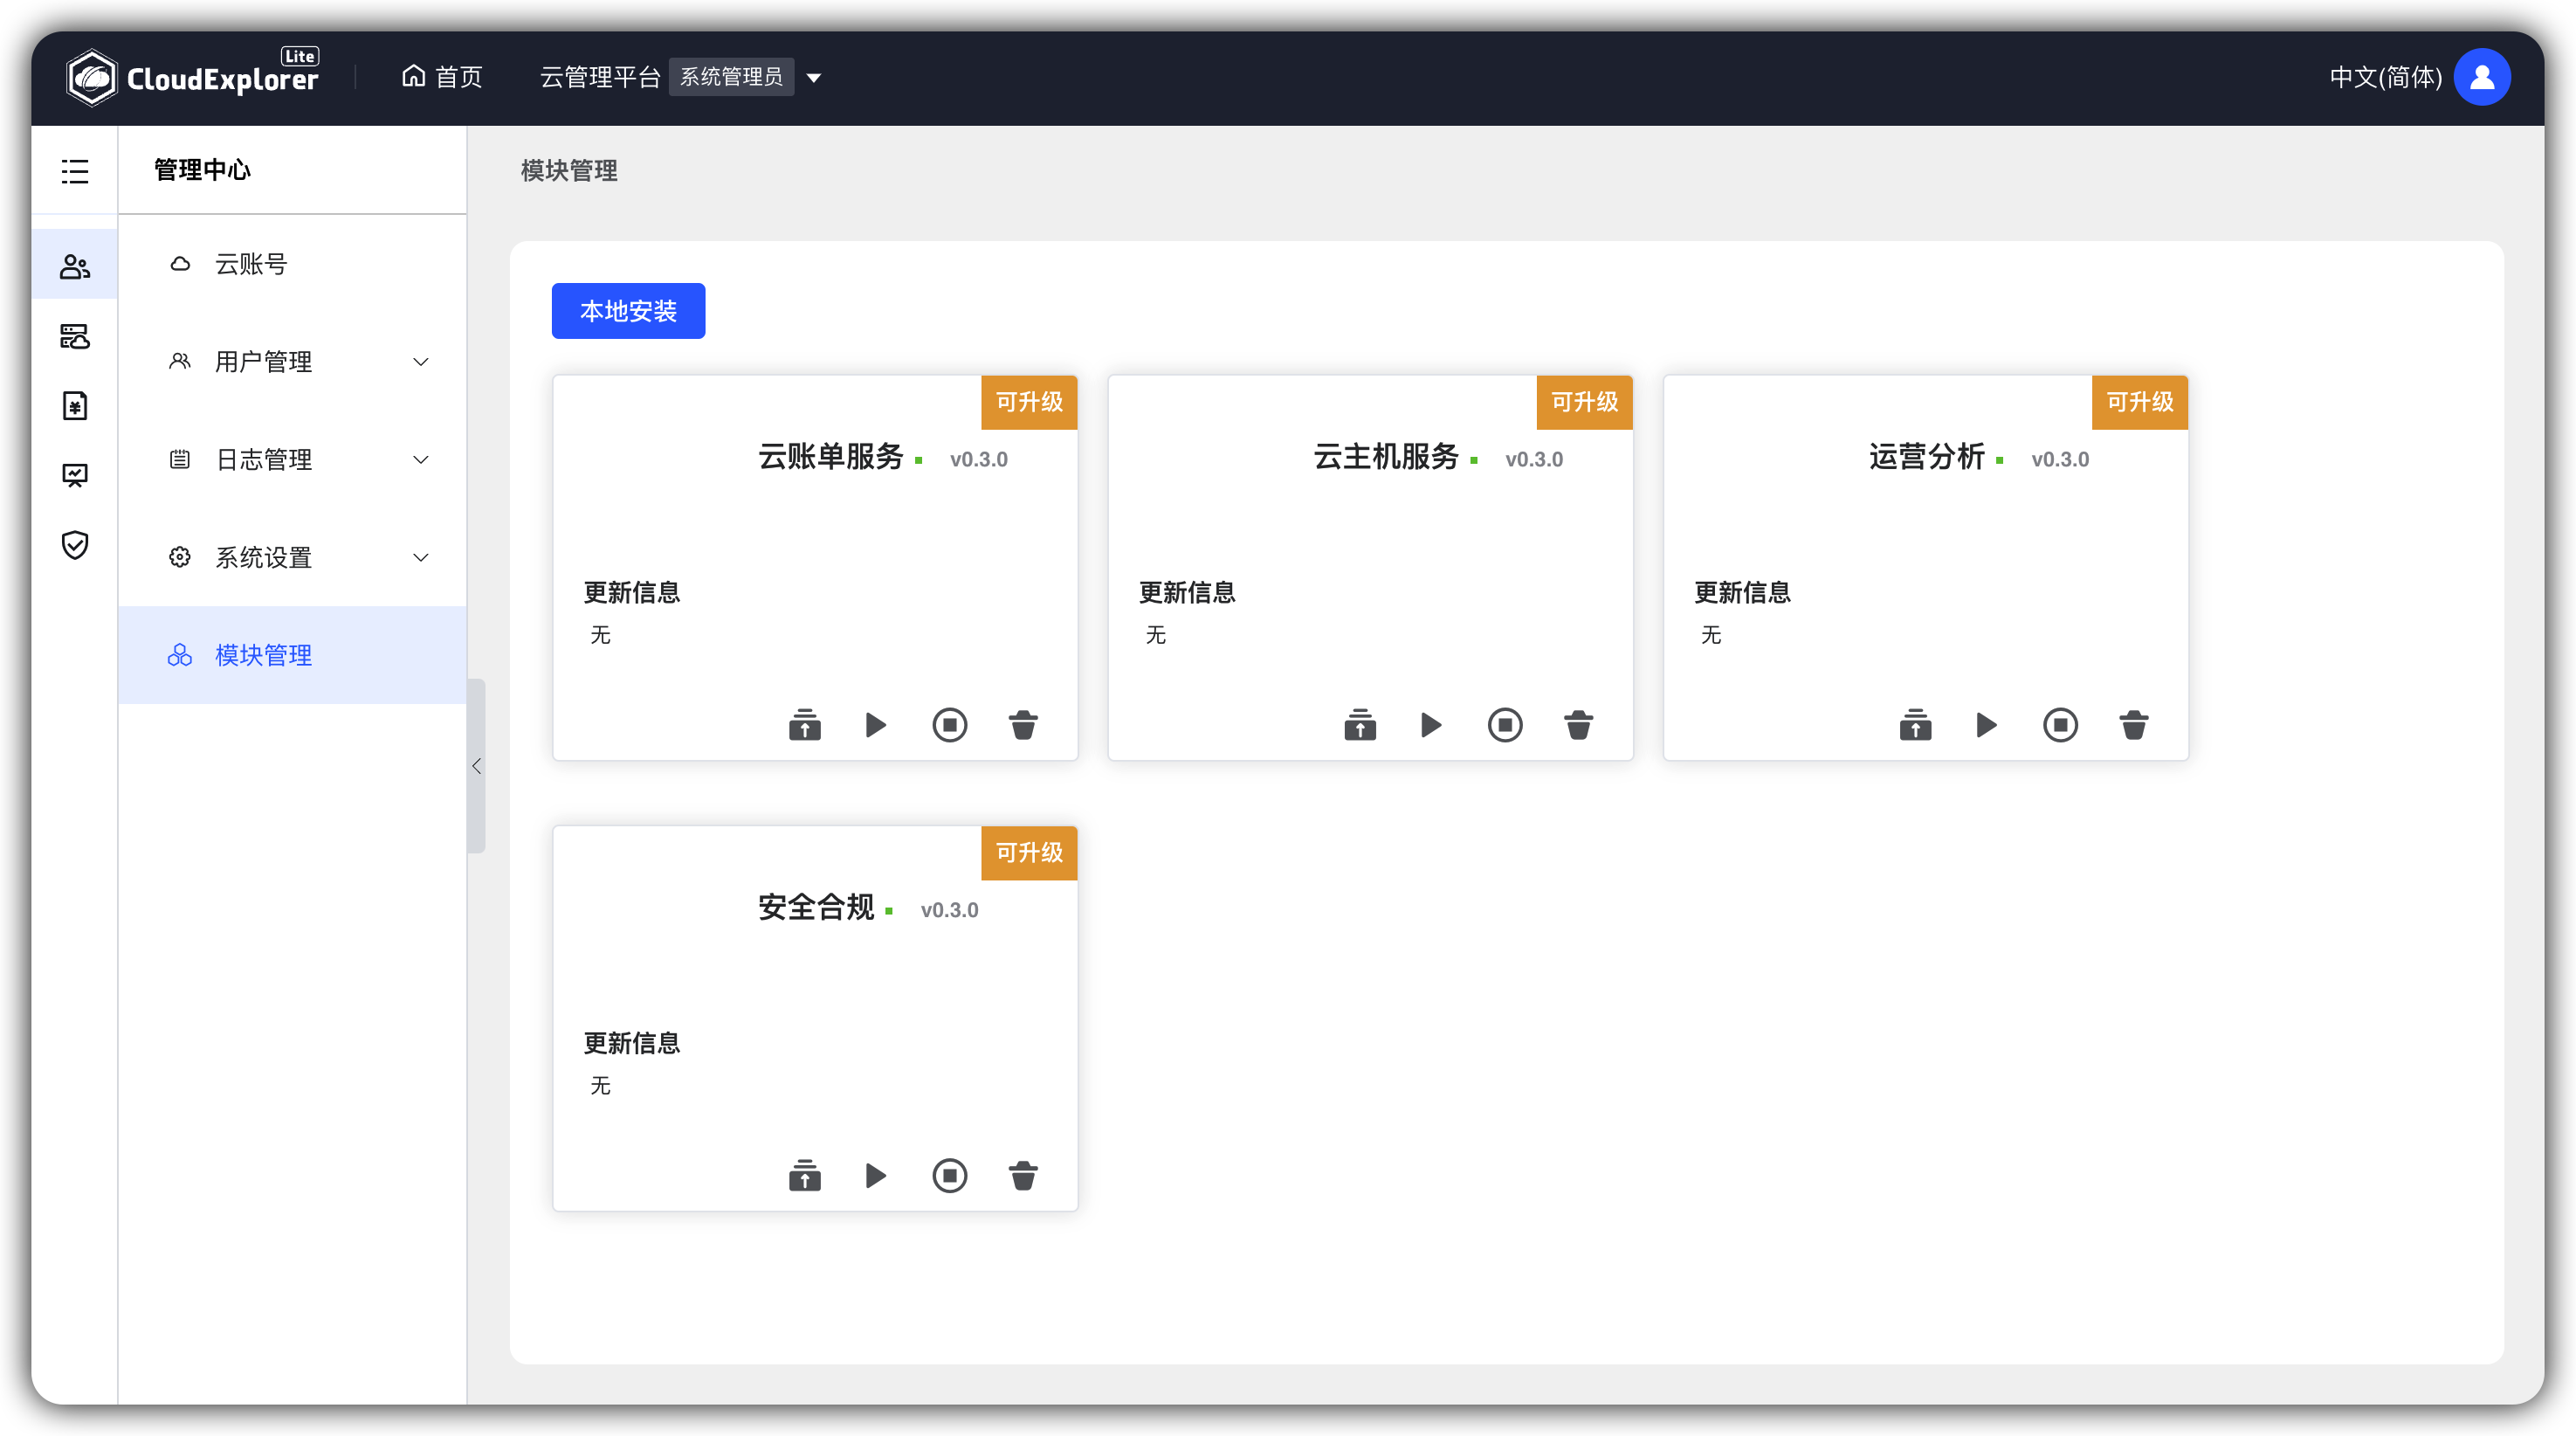 CloudExplorer Lite
首页
云管理平台 系统管理员
中文(简体)
管理中心
云账号
用户管理
日志管理
系统设置
模块管理
模块管理
本地安装
可升级
云账单服务 v0.3.0
更新信息
无
可升级
云主机服务 v0.3.0
更新信息
无
可升级
运营分析 v0.3.0
更新信息
无
可升级
安全合规 v0.3.0
更新信息
无